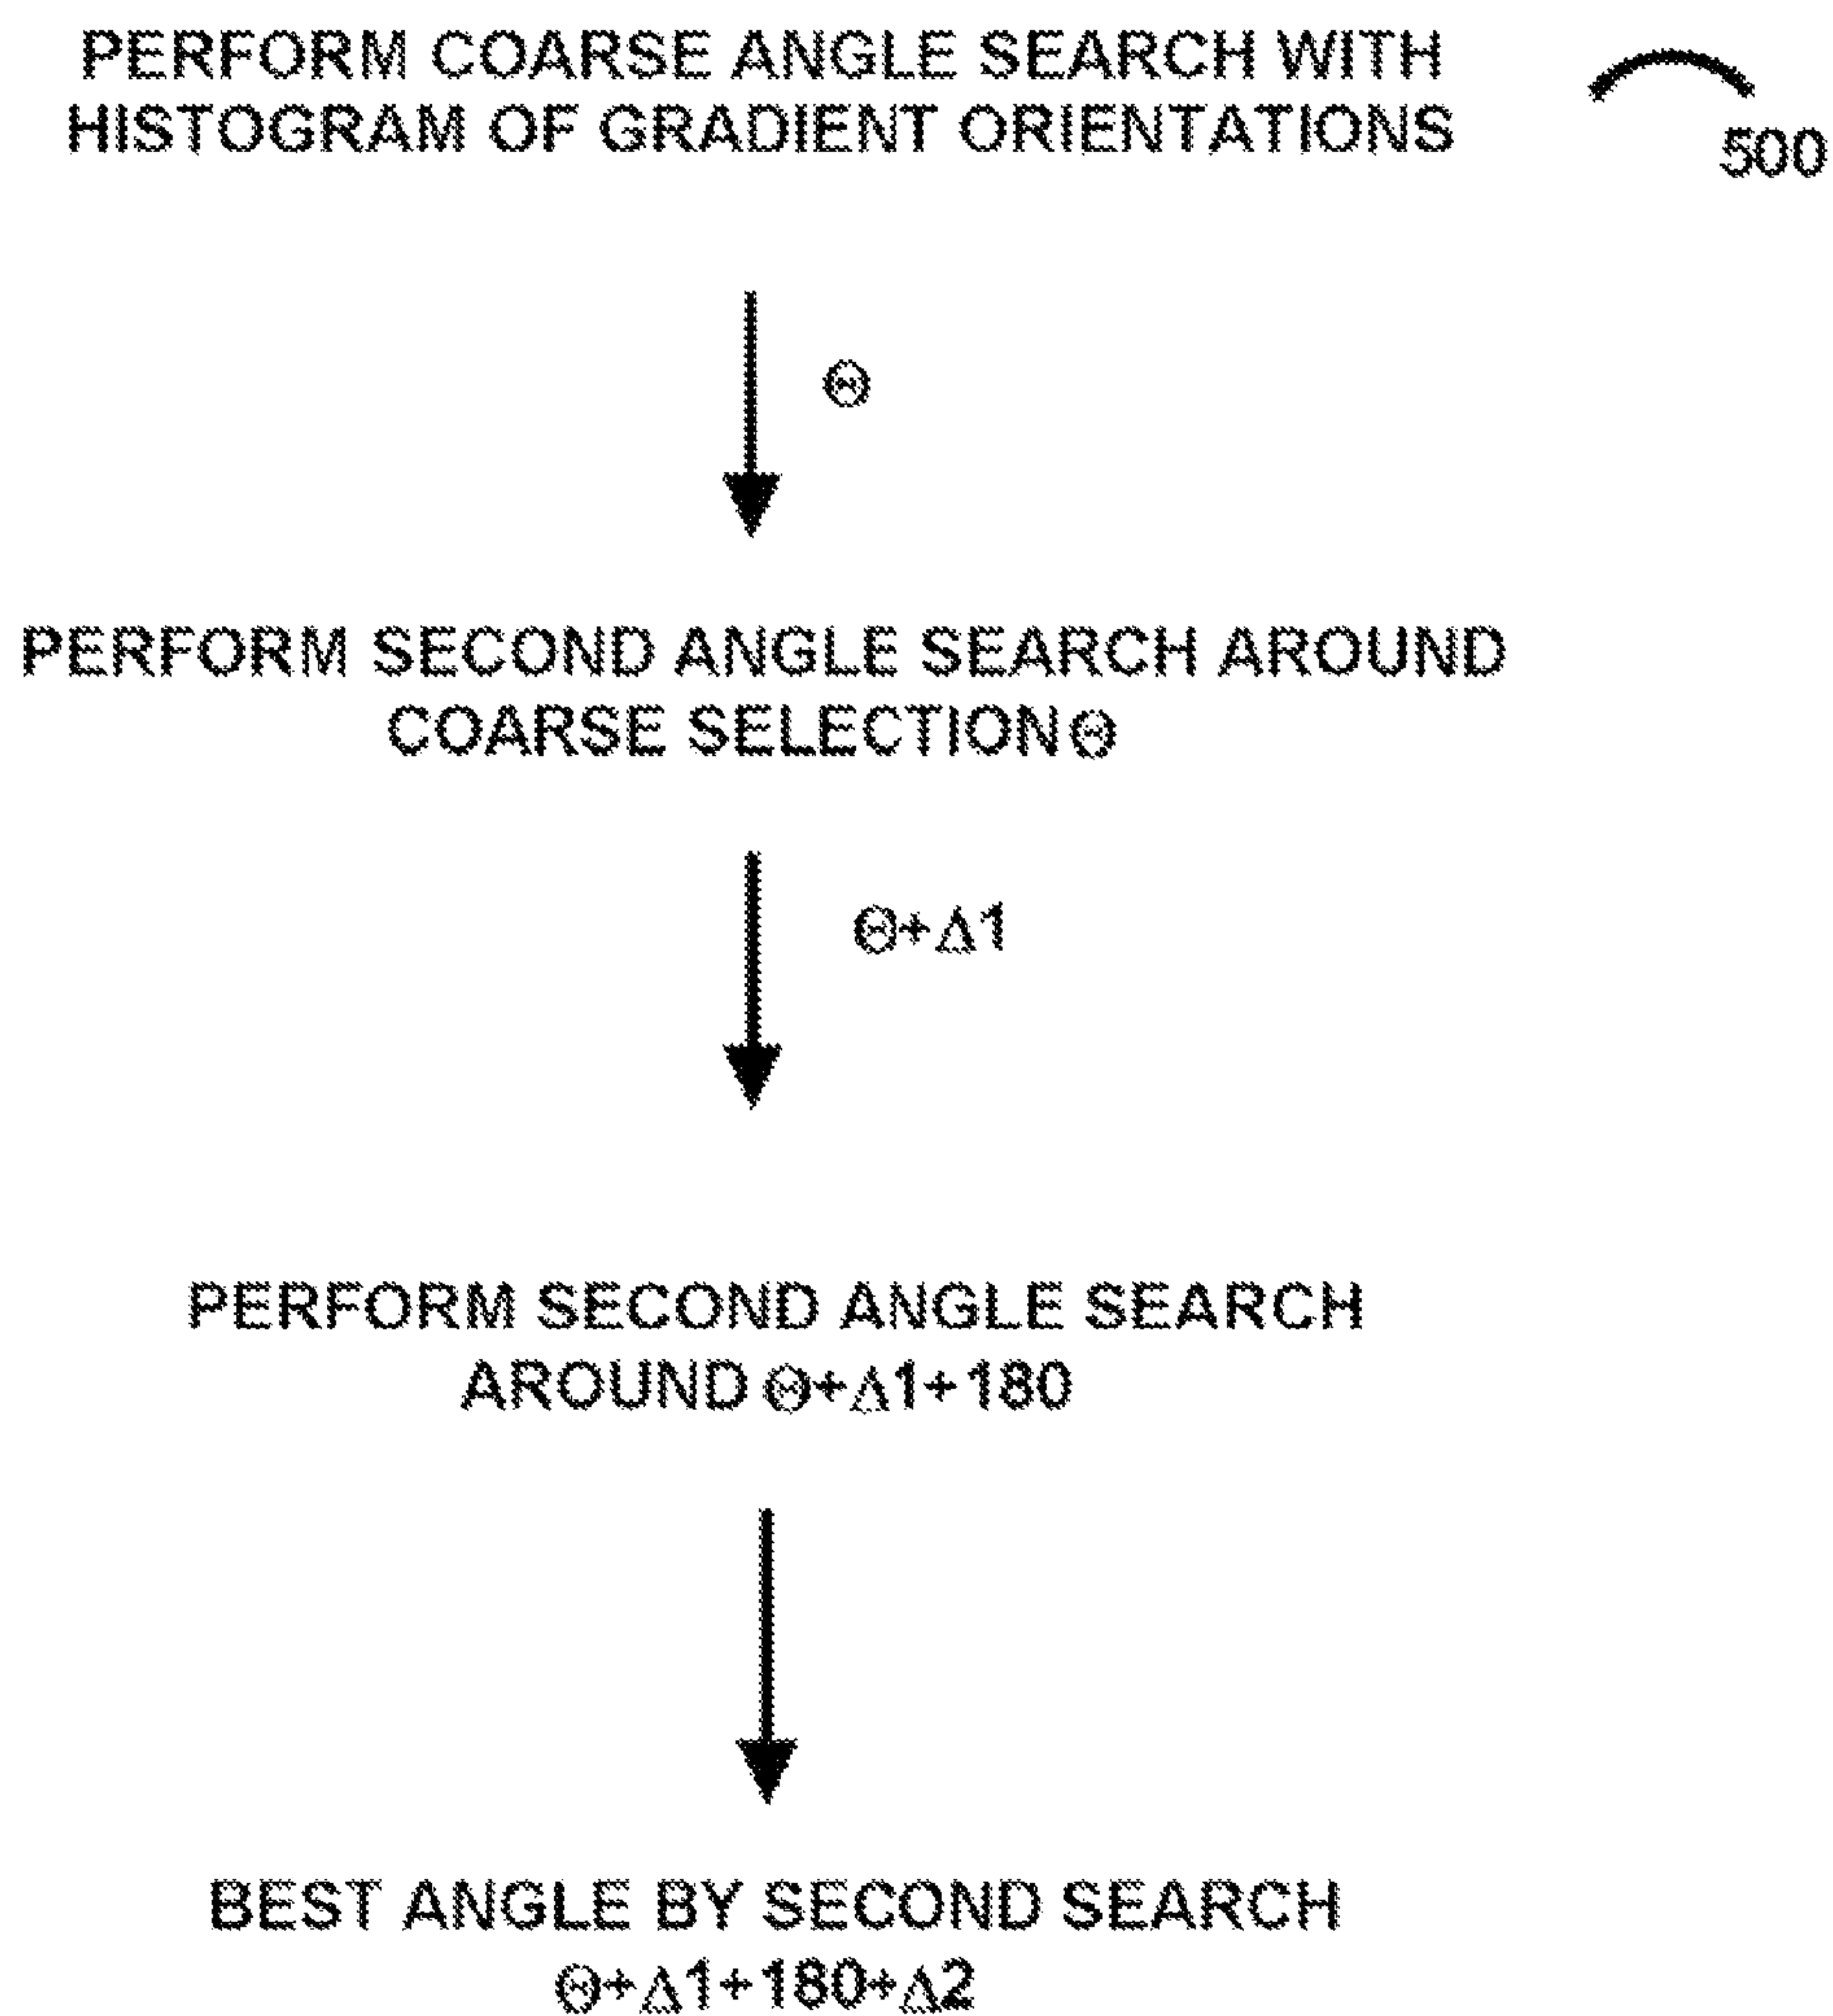 PERFORM COARSE ANGLE SEARCH WITH
HISTOGRAM OF GRADIENT ORIENTATIONS
500
Θ
PERFORM SECOND ANGLE SEARCH AROUND
COARSE SELECTION Θ
Θ+Δ1
PERFORM SECOND ANGLE SEARCH
AROUND Θ+Δ1+180
BEST ANGLE BY SECOND SEARCH
Θ+Δ1+180+Δ2